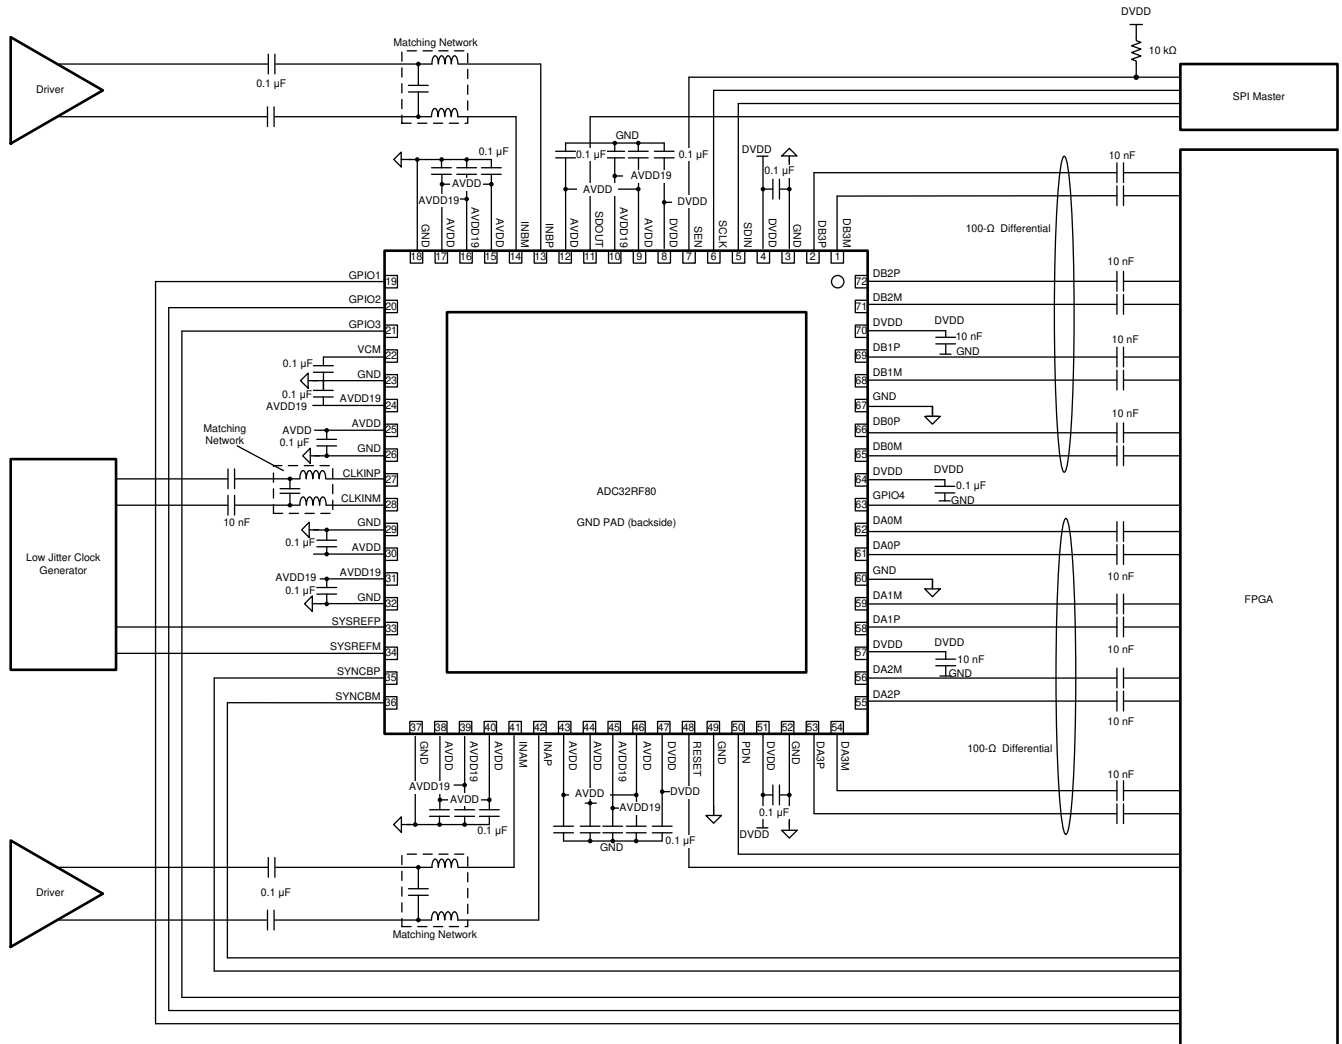 DVDD
10 kΩ
Matching Network
Driver
0.1 µF
SPI Master
GND
0.1 µF
0.1 µF
0.1 µF
DVDD
0.1 µF
10 nF
AVDD
AVDD19
AVDD
AVDD19
DVDD
100-Ω Differential
GND
AVDD
AVDD19
AVDD
INBM
INBP
AVDD
SDOUT
AVDD19
AVDD
DVDD
SEN
SCLK
SDIN
DVDD
GND
DB3P
DB3M
18 17 16 15 14 13 12 11 10 9 8 7 6 5 4 3 2 1
GPIO1
19
GPIO2
20
GPIO3
21
VCM
22
0.1 µF
GND
23
0.1 µF
AVDD19
AVDD19
24
AVDD
AVDD
25
0.1 µF
GND
26
Matching
Network
CLKINP
27
CLKINM
28
10 nF
GND
29
0.1 µF
AVDD
30
AVDD19
AVDD19
31
0.1 µF
GND
32
SYSREFP
33
SYSREFM
34
SYNCBP
35
SYNCBM
36
Low Jitter Clock
Generator
ADC32RF80
GND PAD (backside)
72
DB2P
10 nF
71
DB2M
70
DVDD
DVDD
10 nF
GND
69
DB1P
10 nF
68
DB1M
67
GND
66
DB0P
10 nF
65
DB0M
64
DVDD
DVDD
0.1 µF
GND
63
GPIO4
62
DA0M
61
DA0P
10 nF
60
GND
59
DA1M
58
DA1P
10 nF
57
DVDD
DVDD
10 nF
GND
56
DA2M
55
DA2P
10 nF
FPGA
37 38 39 40 41 42 43 44 45 46 47 48 49 50 51 52 53 54
GND
AVDD
AVDD19
AVDD
INAM
INAP
AVDD
AVDD
AVDD19
AVDD
DVDD
RESET
GND
PDN
DVDD
GND
DA3P
DA3M
100-Ω Differential
10 nF
AVDD19
AVDD
0.1 µF
AVDD
AVDD19
DVDD
GND
0.1 µF
0.1 µF
DVDD
Driver
0.1 µF
Matching Network